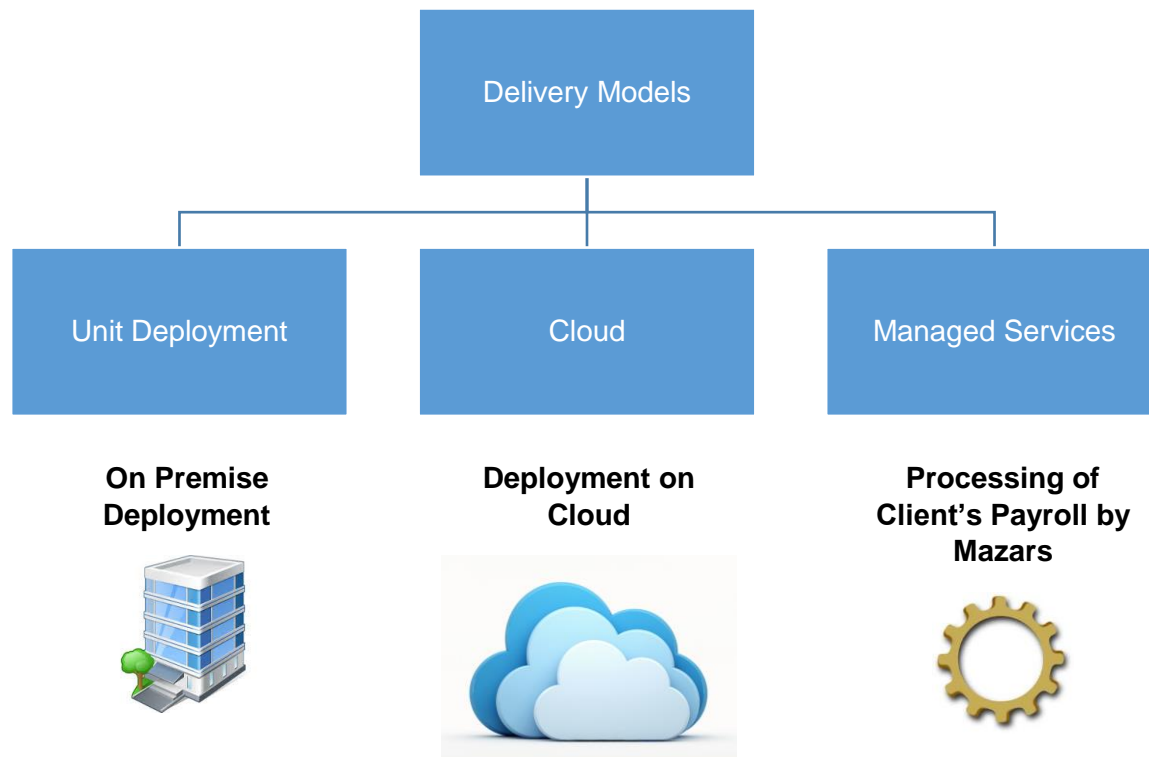 Delivery Models
Unit Deployment
Cloud
Managed Services
On Premise
Deployment
Deployment on
Cloud
Processing of
Client’s Payroll by
Mazars